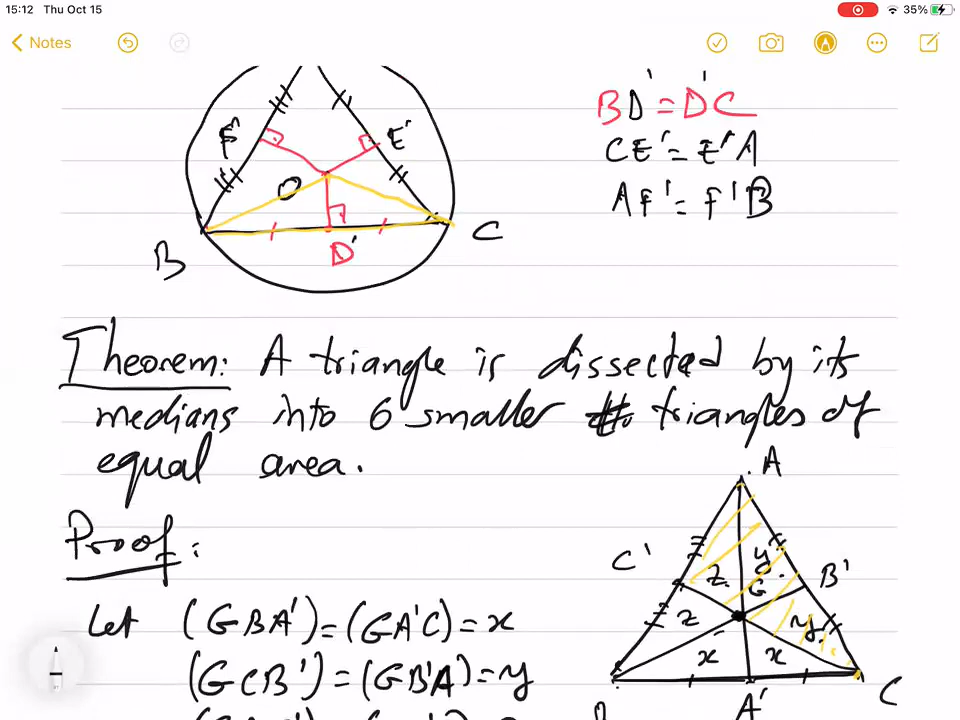 15:12 Thu Oct 15
35%
Notes
BD' = D'C
CE' = E'A
AF' = F'B
F'
E'
O
B
D'
C
Theorem: A triangle is dissected by its
medians into 6 smaller triangles of
equal area.
Proof:
A
C'
B'
z y
G
z y
x x
A'
C
Let (GBA') = (GA'C) = x
(GCB') = (GB'A) = y